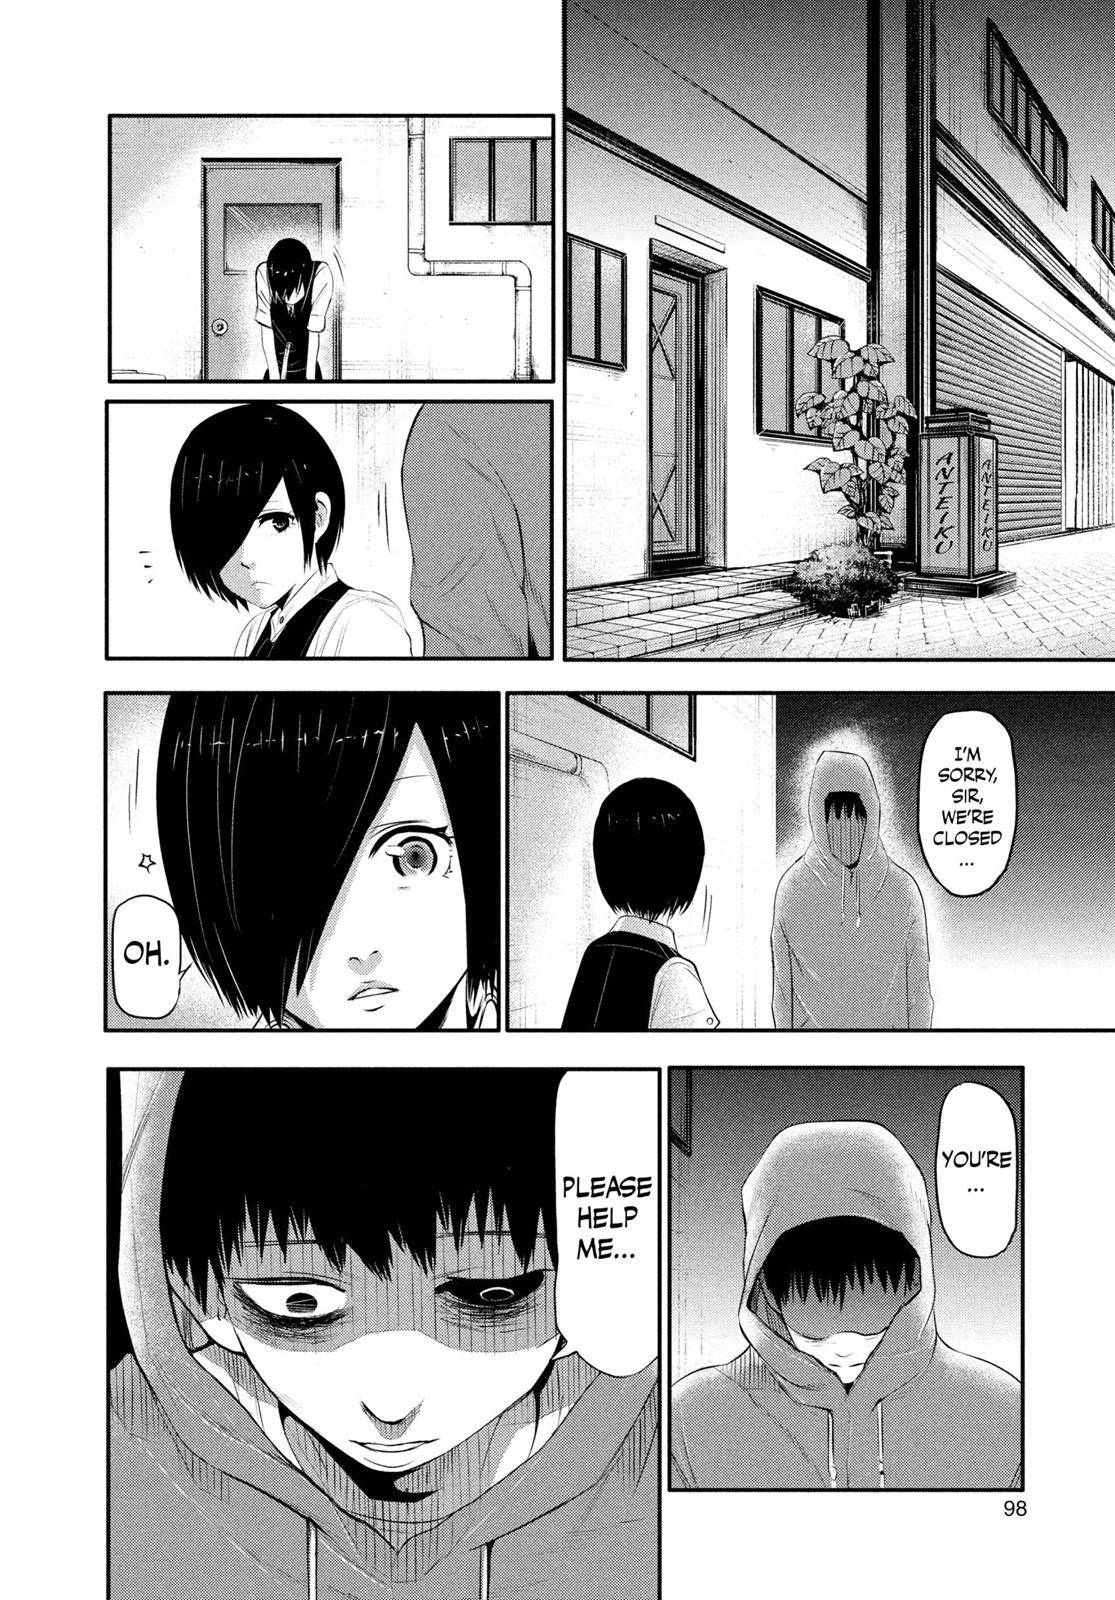 ANTEIKU
ANTEIKU
I'M
SORRY,
SIR,
WE'RE
CLOSED
...
OH.
YOU'RE
...
PLEASE
HELP
ME...
98